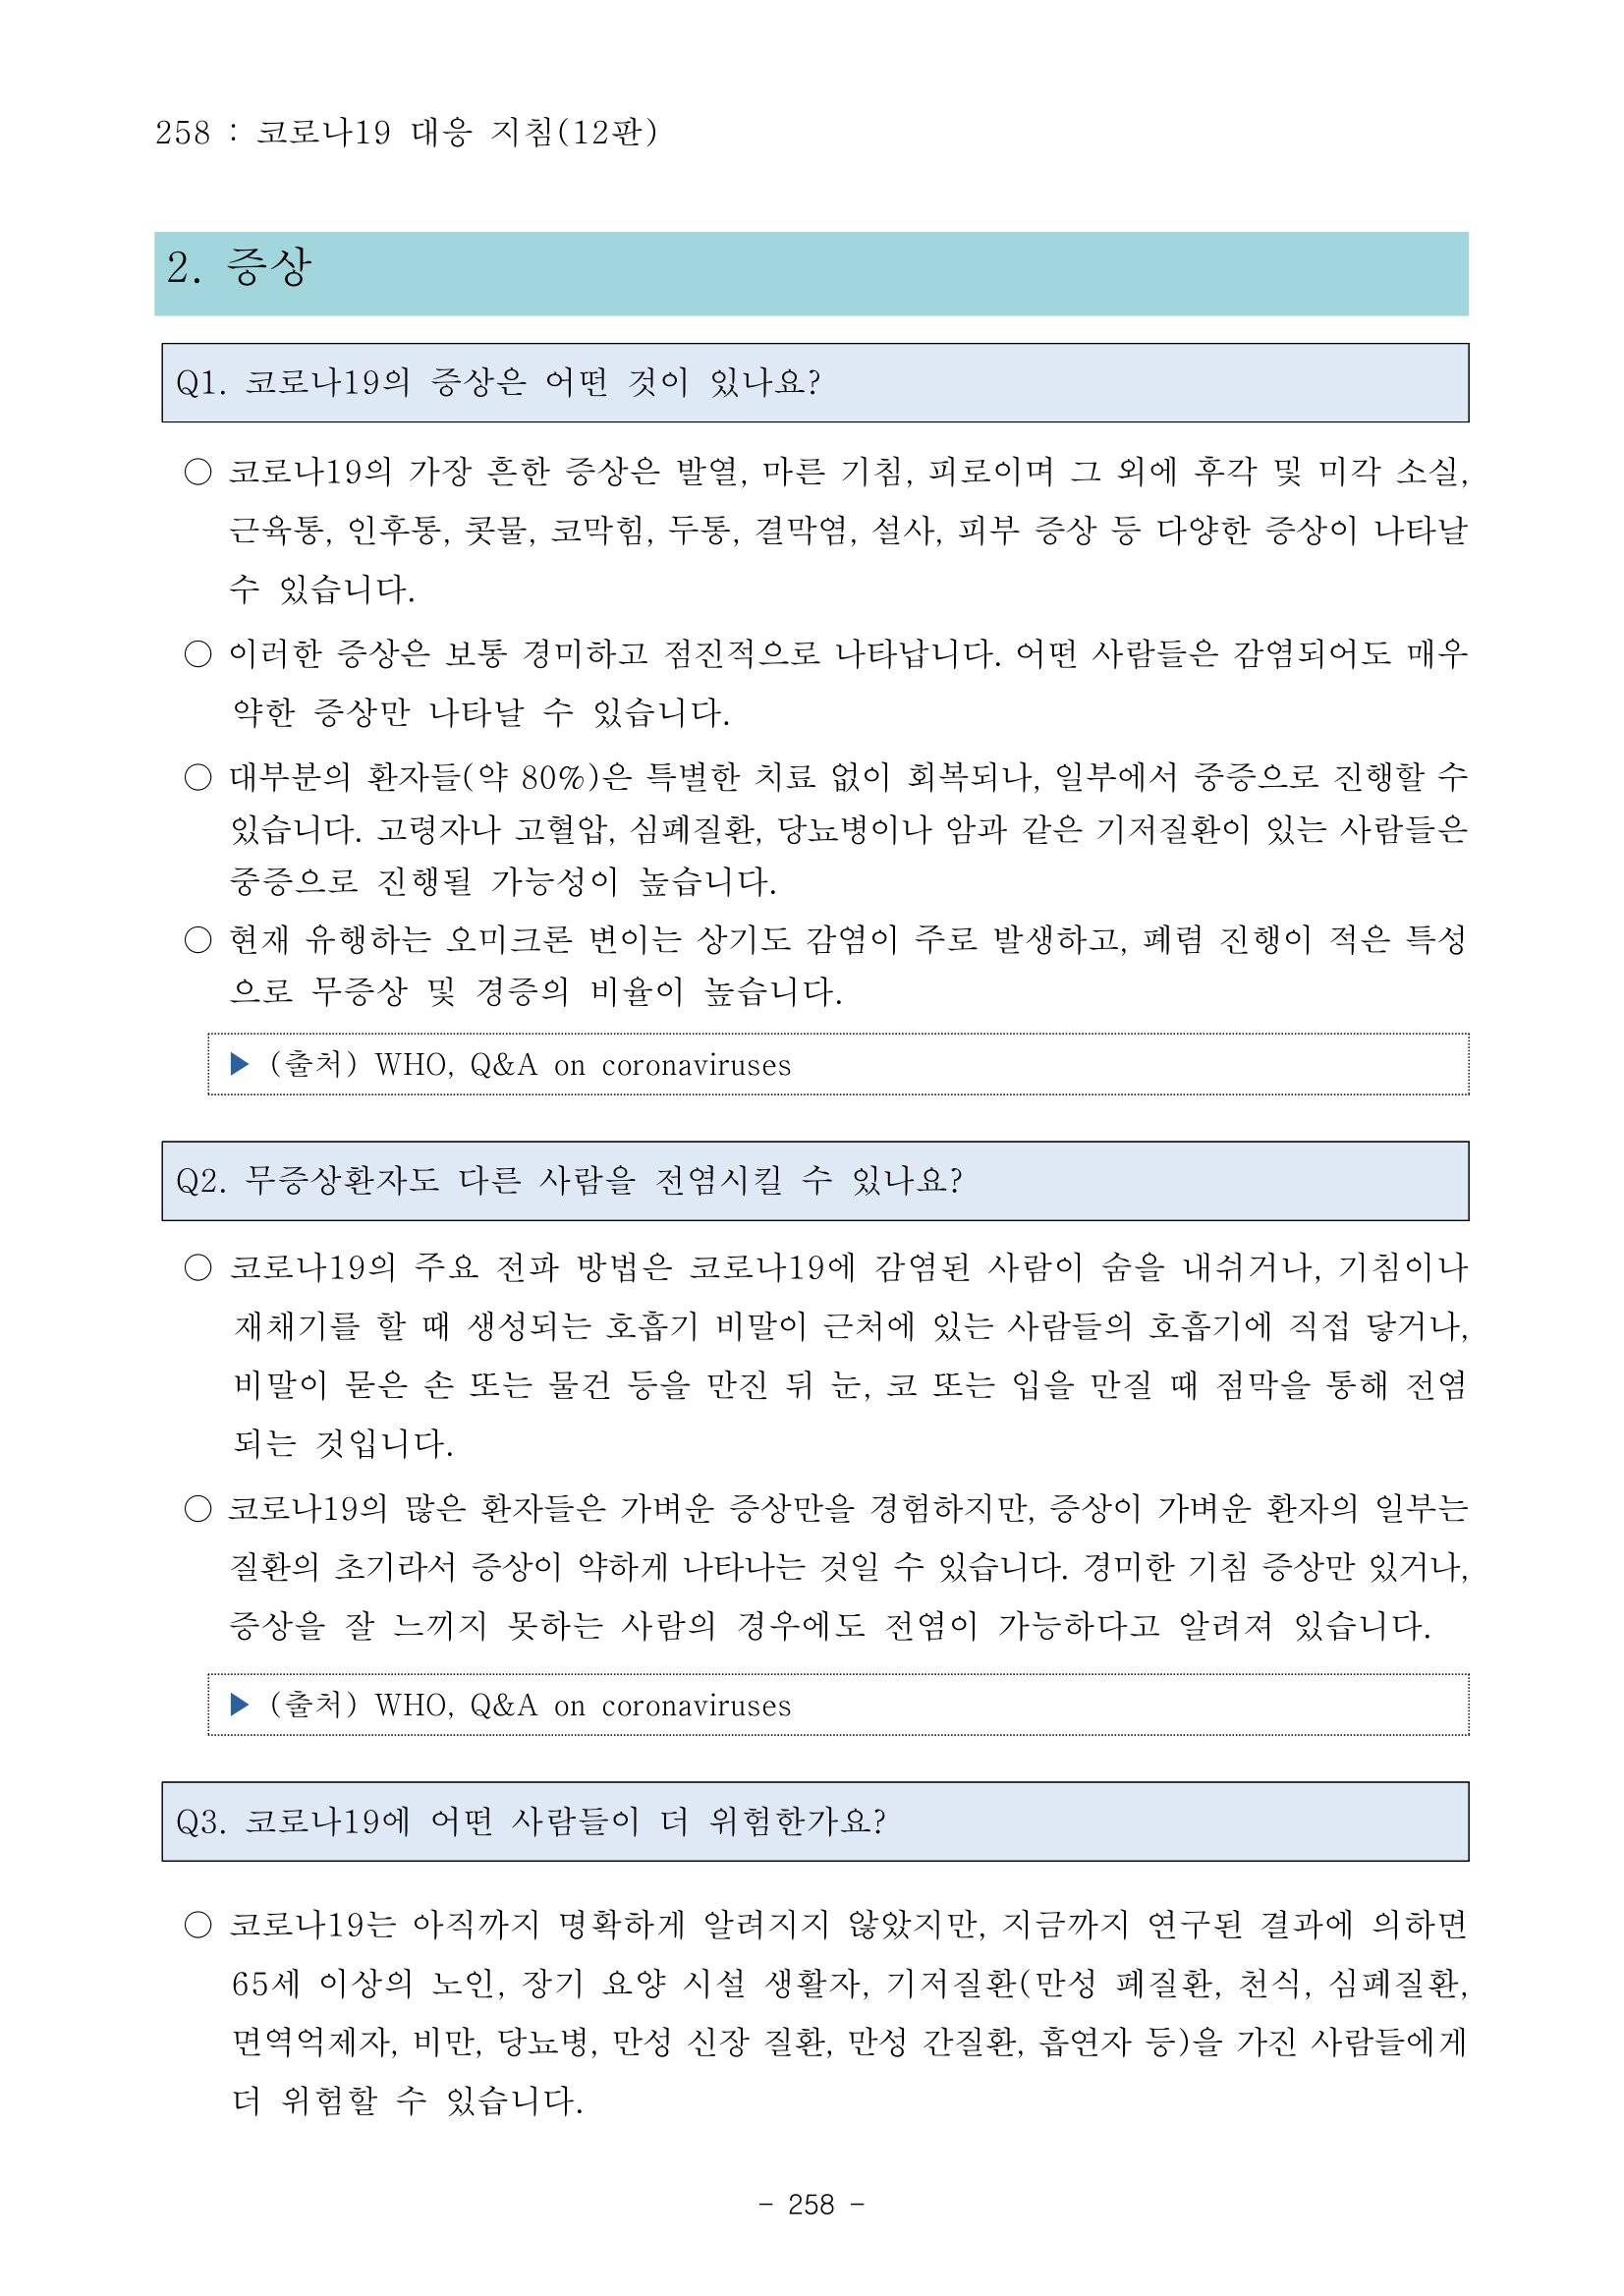 258 : 코로나19 대응 지침(12판)
2. 증상
Q1. 코로나19의 증상은 어떤 것이 있나요?
○ 코로나19의 가장 흔한 증상은 발열, 마른 기침, 피로이며 그 외에 후각 및 미각 소실,
근육통, 인후통, 콧물, 코막힘, 두통, 결막염, 설사, 피부 증상 등 다양한 증상이 나타날
수 있습니다.
○ 이러한 증상은 보통 경미하고 점진적으로 나타납니다. 어떤 사람들은 감염되어도 매우
약한 증상만 나타날 수 있습니다.
○ 대부분의 환자들(약 80%)은 특별한 치료 없이 회복되나, 일부에서 중증으로 진행할 수
있습니다. 고령자나 고혈압, 심폐질환, 당뇨병이나 암과 같은 기저질환이 있는 사람들은
중증으로 진행될 가능성이 높습니다.
○ 현재 유행하는 오미크론 변이는 상기도 감염이 주로 발생하고, 폐렴 진행이 적은 특성
으로 무증상 및 경증의 비율이 높습니다.
▶ (출처) WHO, Q&A on coronaviruses
Q2. 무증상환자도 다른 사람을 전염시킬 수 있나요?
○ 코로나19의 주요 전파 방법은 코로나19에 감염된 사람이 숨을 내쉬거나, 기침이나
재채기를 할 때 생성되는 호흡기 비말이 근처에 있는 사람들의 호흡기에 직접 닿거나,
비말이 묻은 손 또는 물건 등을 만진 뒤 눈, 코 또는 입을 만질 때 점막을 통해 전염
되는 것입니다.
○ 코로나19의 많은 환자들은 가벼운 증상만을 경험하지만, 증상이 가벼운 환자의 일부는
질환의 초기라서 증상이 약하게 나타나는 것일 수 있습니다. 경미한 기침 증상만 있거나,
증상을 잘 느끼지 못하는 사람의 경우에도 전염이 가능하다고 알려져 있습니다.
▶ (출처) WHO, Q&A on coronaviruses
Q3. 코로나19에 어떤 사람들이 더 위험한가요?
○ 코로나19는 아직까지 명확하게 알려지지 않았지만, 지금까지 연구된 결과에 의하면
65세 이상의 노인, 장기 요양 시설 생활자, 기저질환(만성 폐질환, 천식, 심폐질환,
면역억제자, 비만, 당뇨병, 만성 신장 질환, 만성 간질환, 흡연자 등)을 가진 사람들에게
더 위험할 수 있습니다.
- 258 -